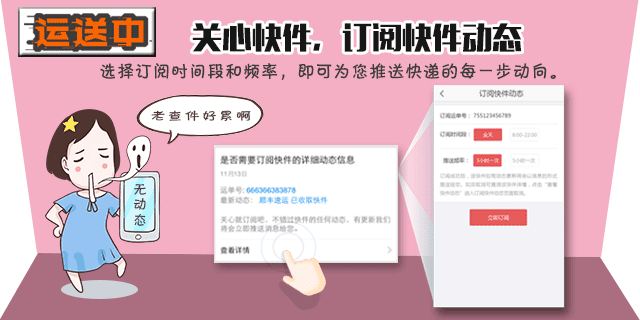 运送中
关心快件，订阅快件动态
选择订阅时间段和频率，即可为您推送快递的每一步动向。
老查件好累啊
无动态
是否需要订阅快件的详细动态信息
11月13日
运单号：666366383878
最新动态：顺丰速运 已收取快件
关心就订阅吧，不错过快件的任何动态，有更新我们
将会立即推送消息给您。
查看详情
订阅快件动态
订阅运单号：755123456789
订阅时间段：
全天
8:00-22:00
推送频率：
1小时一次
立即订阅